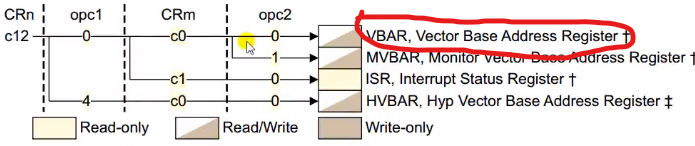 CRn opc1 CRm opc2
c12 0 c0 0 VBAR, Vector Base Address Register †
1 MVBAR, Monitor Vector Base Address Register †
c1 0 ISR, Interrupt Status Register †
4 c0 0 HVBAR, Hyp Vector Base Address Register ‡
Read-only Read/Write Write-only